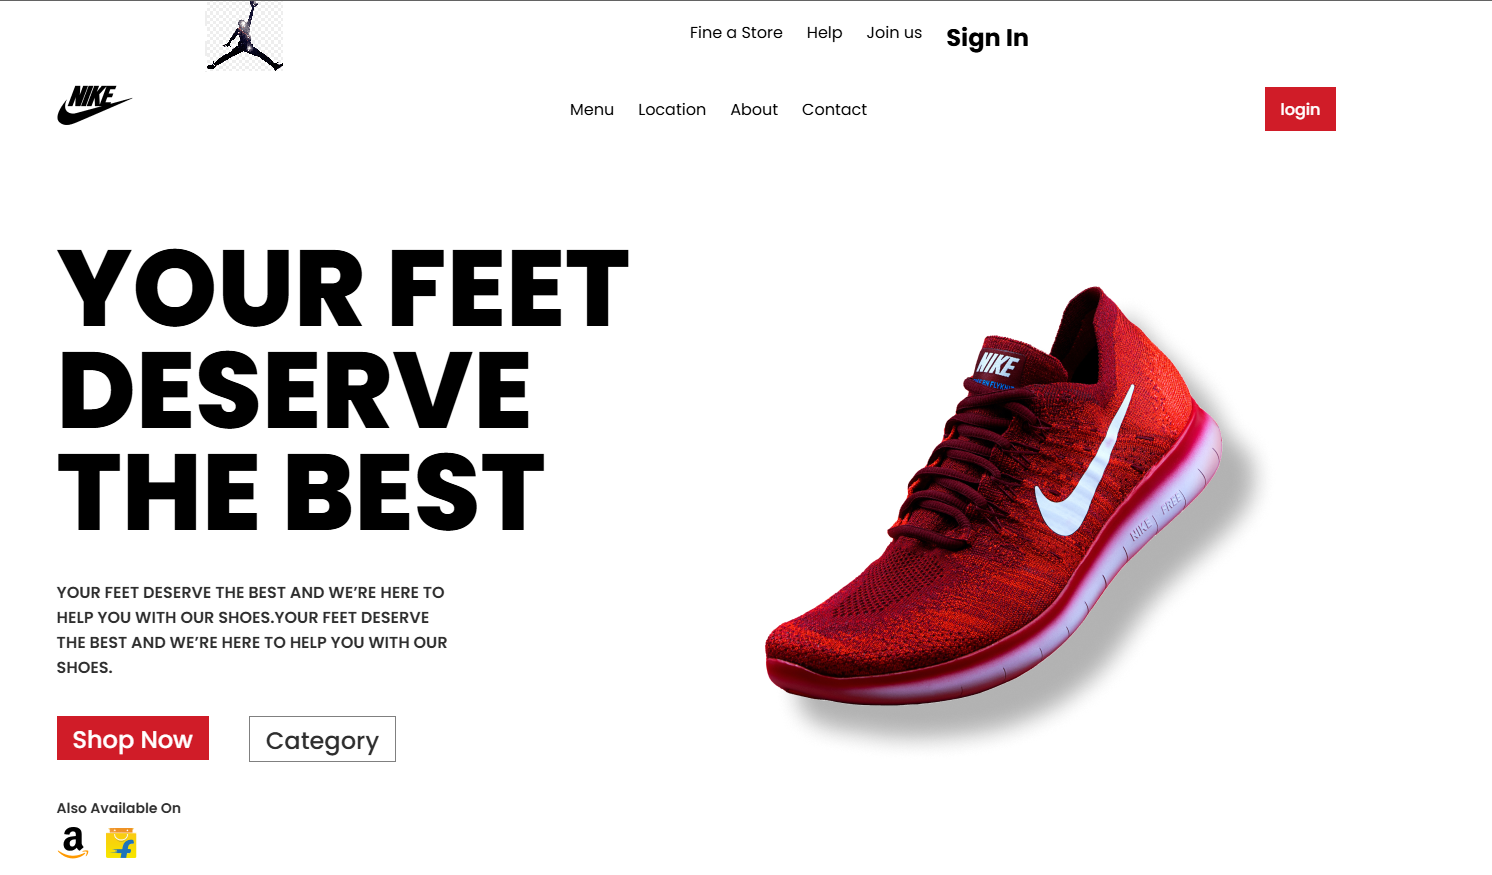 Fine a Store Help Join us Sign In
NIKE
Menu Location About Contact
login
YOUR FEET
DESERVE
THE BEST
NIKE
NIKE FREE
YOUR FEET DESERVE THE BEST AND WE’RE HERE TO
HELP YOU WITH OUR SHOES.YOUR FEET DESERVE
THE BEST AND WE’RE HERE TO HELP YOU WITH OUR
SHOES.
Shop Now
Category
Also Available On
a
f